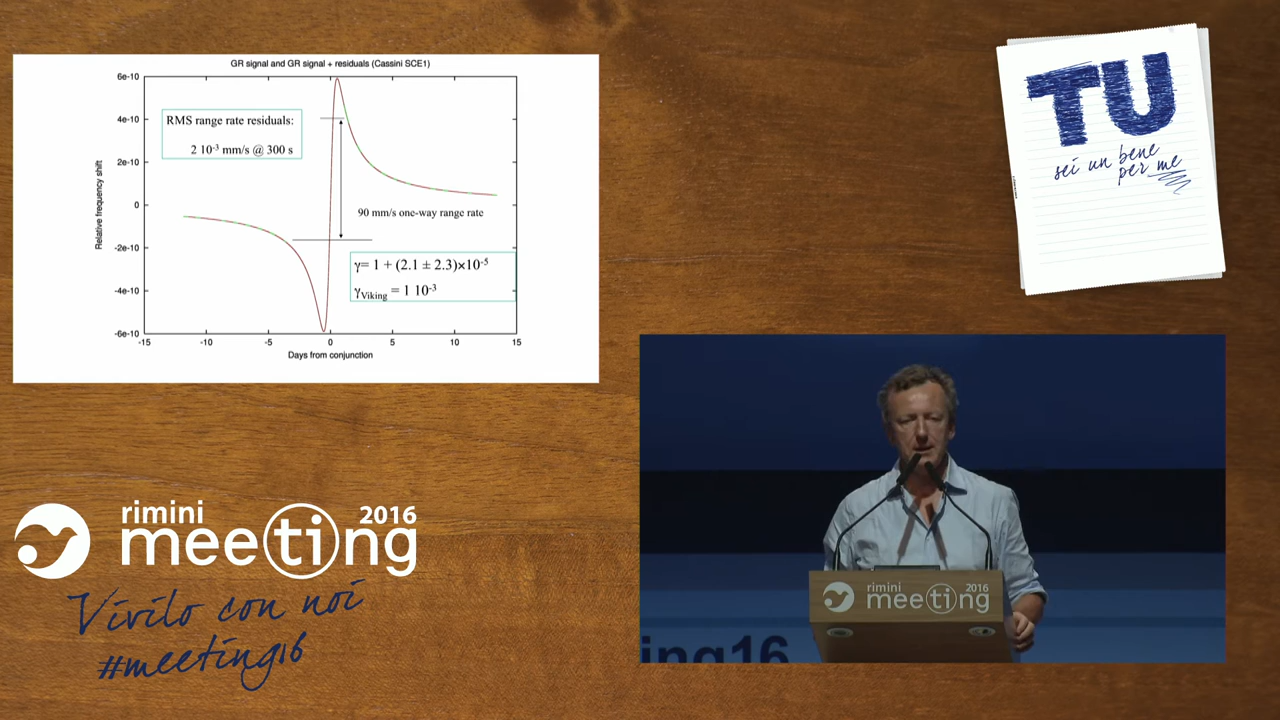 GR signal and GR signal + residuals (Cassini SCE1)
6e-10
4e-10
2e-10
0
-2e-10
-4e-10
-6e-10
Relative frequency shift
RMS range rate residuals:
2 10⁻³ mm/s @ 300 s
90 mm/s one-way range rate
γ= 1 + (2.1 ± 2.3)×10⁻⁵
γViking = 1 10⁻³
-15 -10 -5 0 5 10 15
Days from conjunction
TU
sei un bene
per me
rimini 2016
meeting
Vivilo con noi
#meeting16
rimini 2016
meeting
ing16